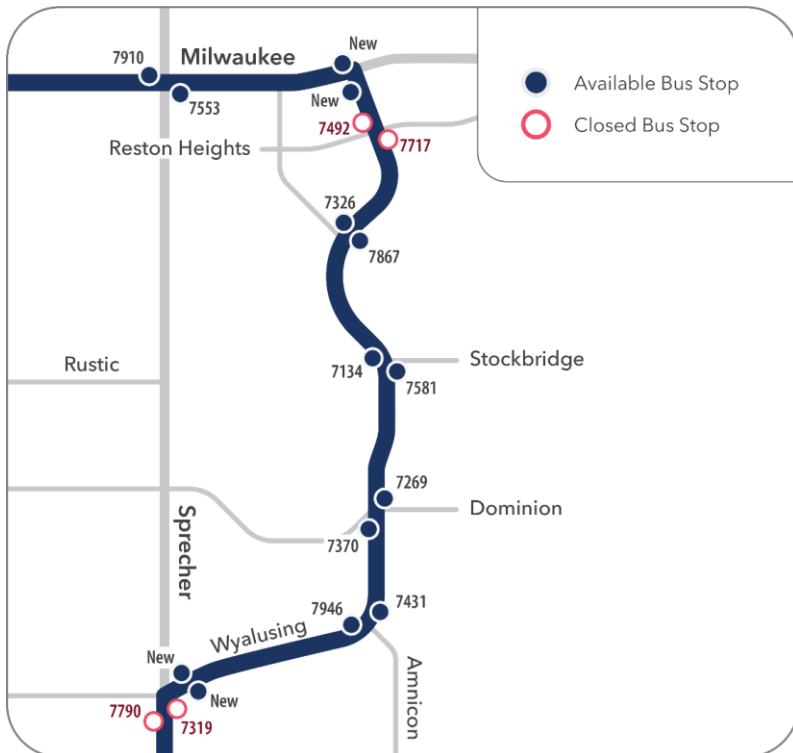 New
7910
Milwaukee
Available Bus Stop
7553
New
7492
Closed Bus Stop
Reston Heights
7717
7326
7867
Stockbridge
Rustic
7134
7581
7269
Dominion
Sprecher
7370
7946
7431
Wyalusing
New
Amnicon
New
7790
7319